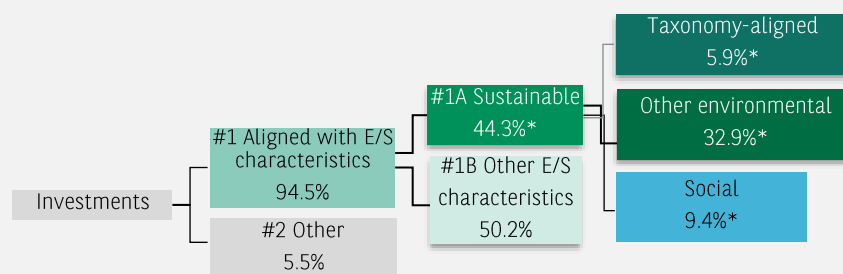 Investments
#1 Aligned with E/S
characteristics
94.5%
#2 Other
5.5%
#1A Sustainable
44.3%*
#1B Other E/S
characteristics
50.2%
Taxonomy-aligned
5.9%*
Other environmental
32.9%*
Social
9.4%*